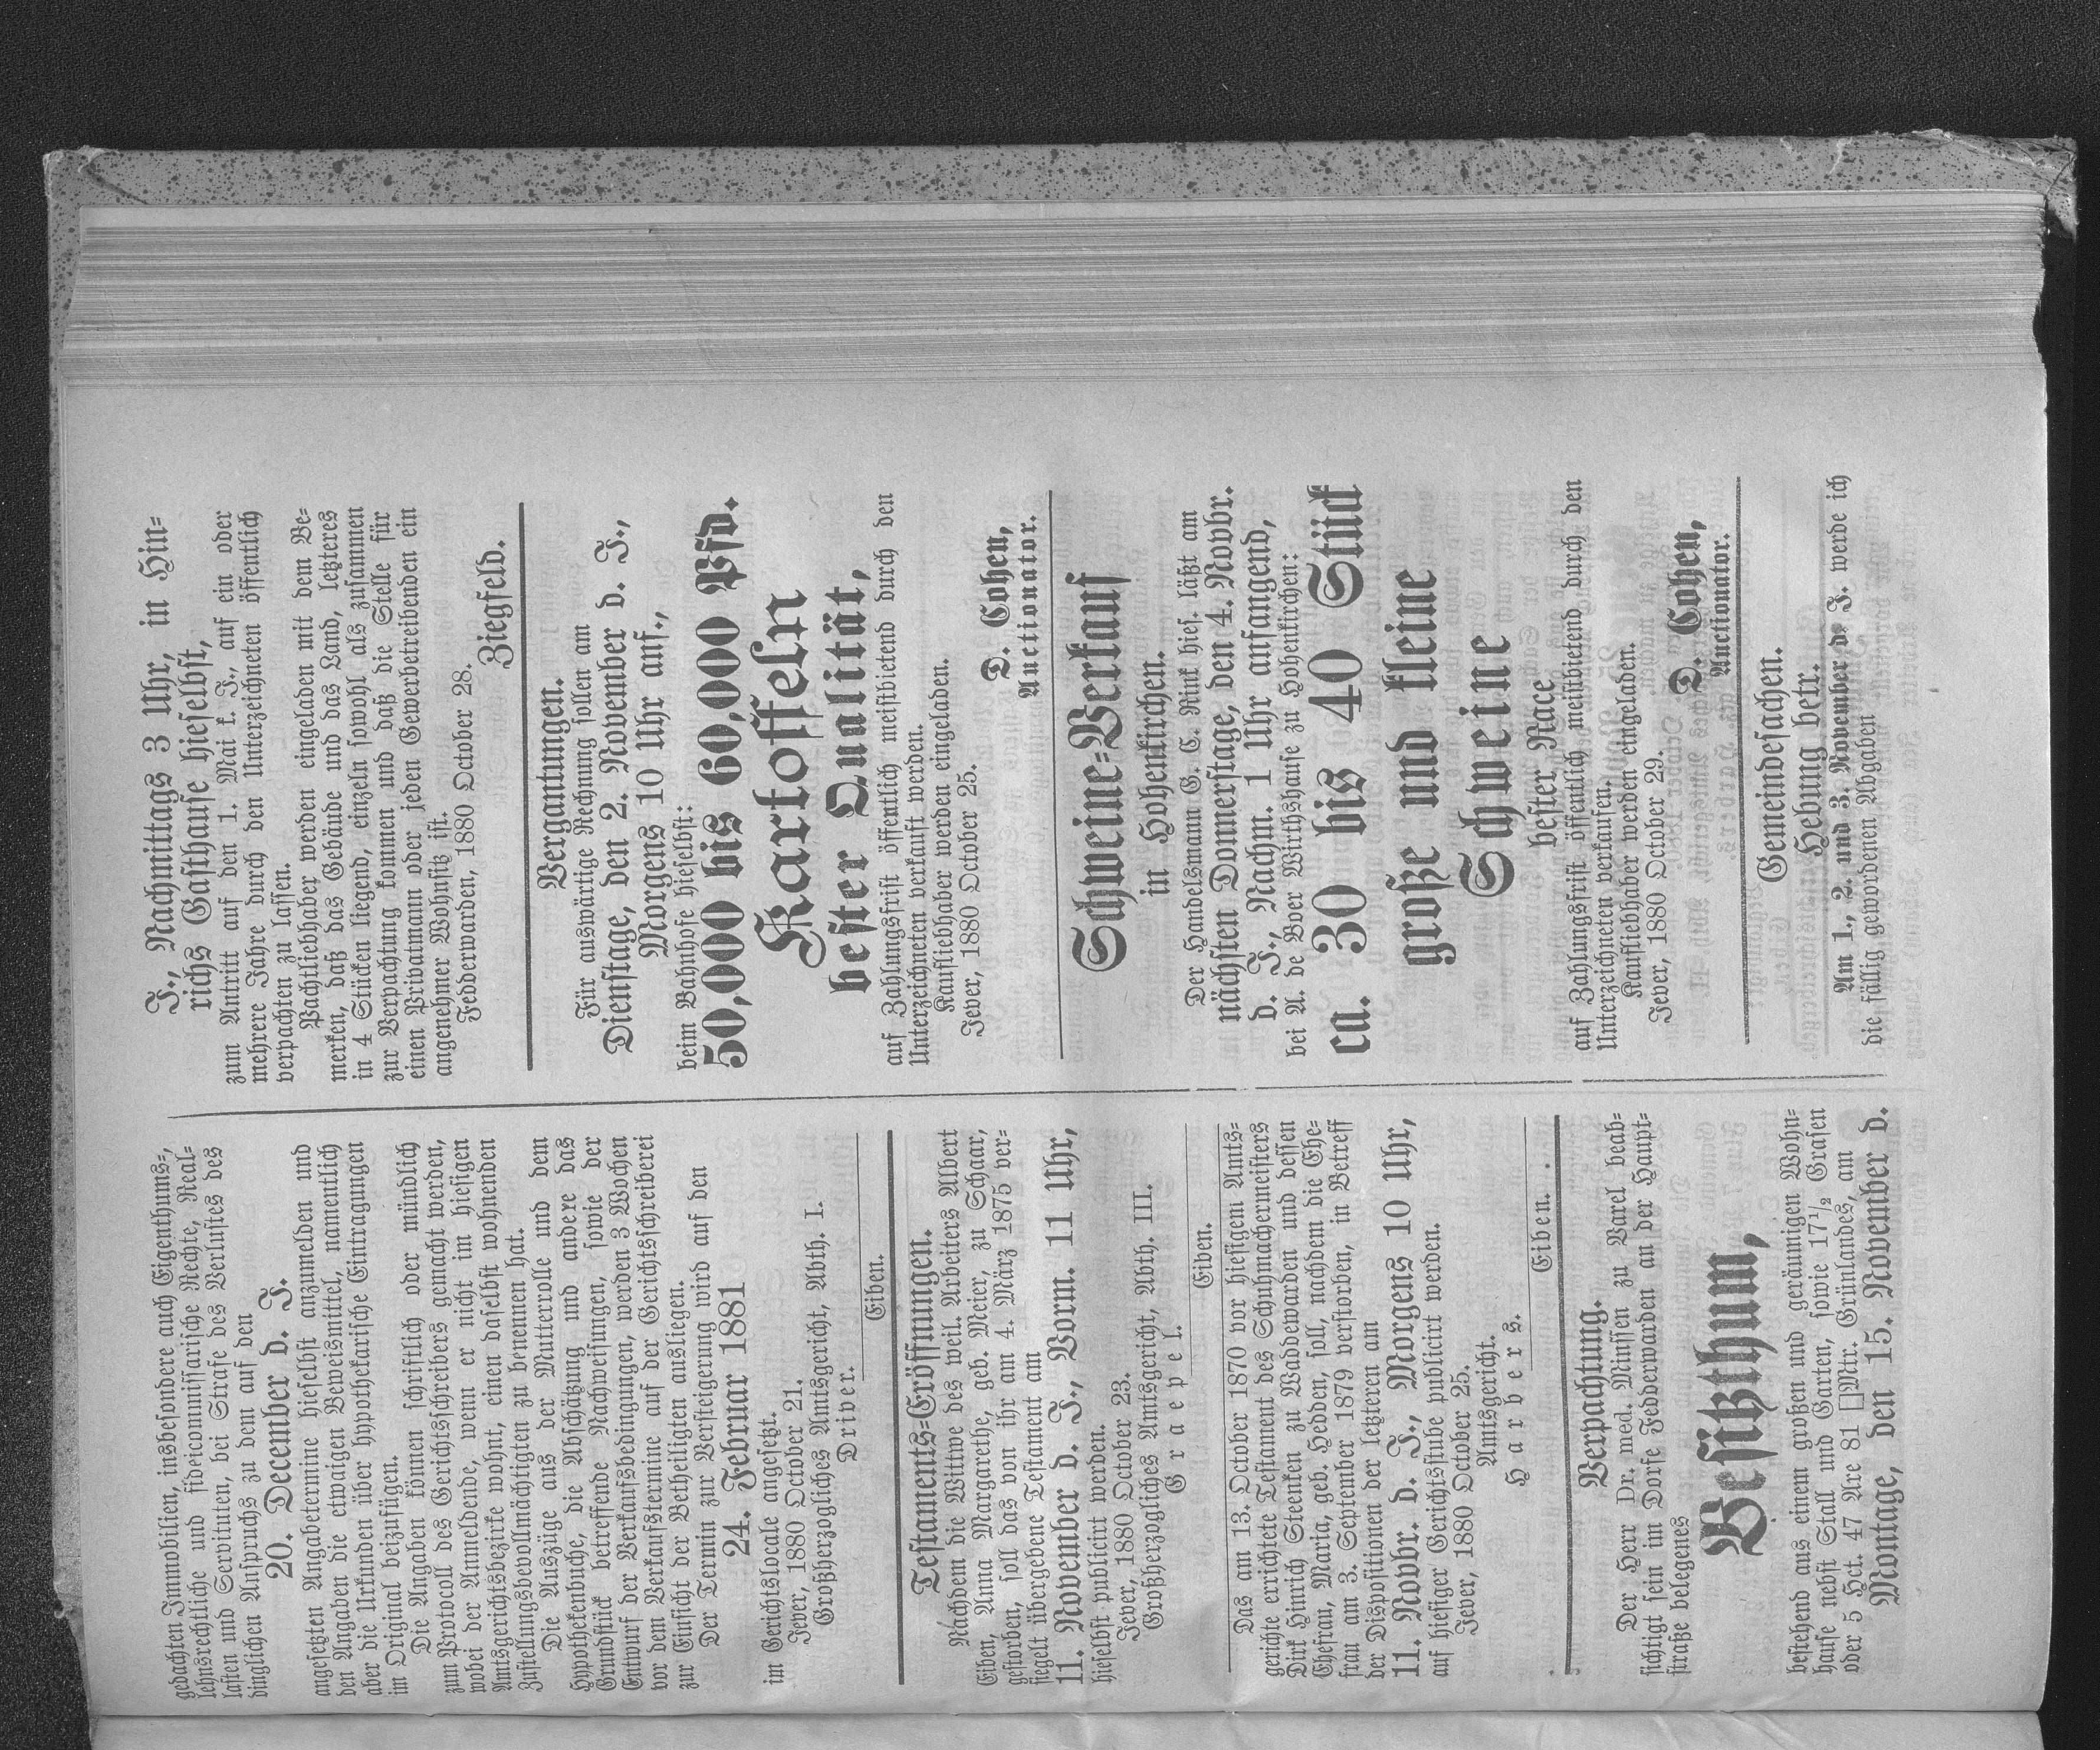 gedachten Immobilien, insbesondere auch Eigenthums=,
lehnsrechtliche und fideicommissarische Rechte, Real=
lasten und Servituten, bei Strafe des Verlustes des
dinglichen Anspruchs zu dem auf den
20. December d. J.
angesetzten Angabetermine hieselbst anzumelden und
den Angaben die etwaigen Beweismittel, namentlich
aber die Urkunden über hypothekarische Eintragungen
im Original beizufügen.
Die Angaben können schriftlich oder mündlich
zum Protocoll des Gerichtsschreibers gemacht werden,
wobei der Anmeldende, wenn er nicht im hiesigen
Amtsgerichtsbezirke wohnt, einen daselbst wohnenden
Zustellungsbevollmächtigten zu benennen hat.
Die Auszüge aus der Mutterrolle und dem
Hypothekenbuche, die Abschätzung und andere das
Grundstück betreffende Nachweisungen, sowie der
Entwurf der Verkaufsbedingungen, werden 3 Wochen
vor dem Verkaufstermine auf der Gerichtsschreiberei
zur Einsicht der Betheiligten ausliegen.
Der Termin zur Versteigerung wird auf den
24. Februar 1881
im Gerichtslocale angesetzt.
Jever, 1880 October 21.
Großherzogliches Amtsgericht, Abth. I.
Driver.
Eiben.
Testaments=Eröffnungen.
Nachdem die Wittwe des weil. Arbeiters Albert
Eiben, Anna Margarethe, geb. Meier, zu Schaar,
gestorben, soll das von ihr am 4. März 1875 ver=
siegelt übergebene Testament am
11. November d. J., Vorm. 11 Uhr,
hieselbst publicirt werden.
Jever, 1880 October 23.
Großherzogliches Amtsgericht, Abth. III.
Graepel.
Eiben.
Das am 13. October 1870 vor hiesigem Amts=
gerichte errichtete Testament des Schuhmachermeisters
Dirk Hinrich Steenken zu Waddewarden und dessen
Ehefrau, Maria, geb. Hedden, soll, nachdem die Ehe=
frau am 3. September 1879 verstorben, in Betreff
der Dispositionen der letzteren am
11. Novbr. d. J., Morgens 10 Uhr,
auf hiesiger Gerichtsstube publicirt werden.
Jever, 1880 October 25.
Amtsgericht.
Harbers.
Eiben.
Verpachtung.
Der Herr Dr. med. Minssen zu Varel beab=
sichtigt sein im Dorfe Fedderwarden an der Haupt=
straße belegenes
Besitzthum,
bestehend aus einem großen und geräumigen Wohn=
hause nebst Stall und Garten, sowie 17½ Grasen
oder 5 Hct. 47 Are 81 □Mtr. Grünlandes, am
Montage, den 15. November d.
J., Nachmittags 3 Uhr, in Hin=
richs Gasthause hieselbst,
zum Antritt auf den 1. Mai k. J., auf ein oder
mehrere Jahre durch den Unterzeichneten öffentlich
verpachten zu lassen.
Pachtliebhaber werden eingeladen mit dem Be=
merken, daß das Gebäude und das Land, letzteres
in 4 Stücken liegend, einzeln sowohl als zusammen
zur Verpachtung kommen und daß die Stelle für
einen Privatmann oder jeden Gewerbetreibenden ein
angenehmer Wohnsitz ist.
Fedderwarden, 1880 October 28.
Ziegfeld.
Vergantungen.
Für auswärtige Rechnung sollen am
Dienstage, den 2. November d. J.,
Morgens 10 Uhr anf.,
beim Bahnhofe hieselbst:
50,000 bis 60,000 Pfd.
Kartoffeln
bester Qualität,
auf Zahlungsfrist öffentlich meistbietend durch den
Unterzeichneten verkauft werden.
Kaufliebhaber werden eingeladen.
Jever, 1880 October 25.
D. Cohen,
Auctionator.
Schweine=Verkauf
in Hohenkirchen.
Der Handelsmann G. C. Rink hies. läßt am
nächsten Donnerstage, den 4. Novbr.
d. J., Nachm. 1 Uhr anfangend,
bei A. de Boer Wirthshause zu Hohenkirchen:
ca. 30 bis 40 Stück
große und kleine
Schweine
bester Race
auf Zahlungsfrist öffentlich meistbietend durch den
Unterzeichneten verkaufen.
Kaufliebhaber werden eingeladen.
Jever, 1880 October 29.
D. Cohen,
Auctionator.
Gemeindesachen.
Hebung betr.
Am 1., 2. und 3. November d. J. werde ich
die fällig gewordenen Abgaben